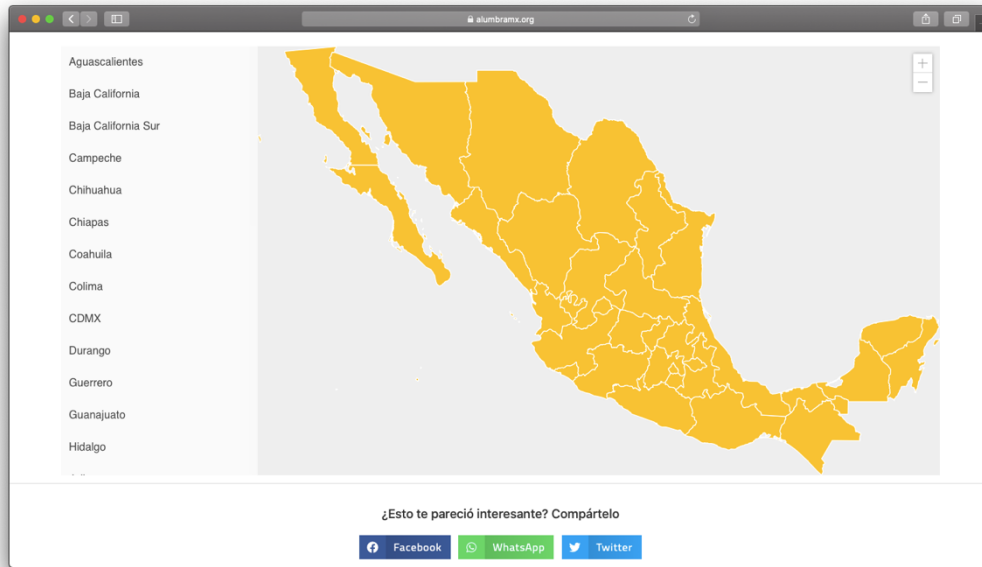 alumbramx.org
Aguascalientes
Baja California
Baja California Sur
Campeche
Chihuahua
Chiapas
Coahuila
Colima
CDMX
Durango
Guerrero
Guanajuato
Hidalgo
¿Esto te pareció interesante? Compártelo
Facebook
WhatsApp
Twitter